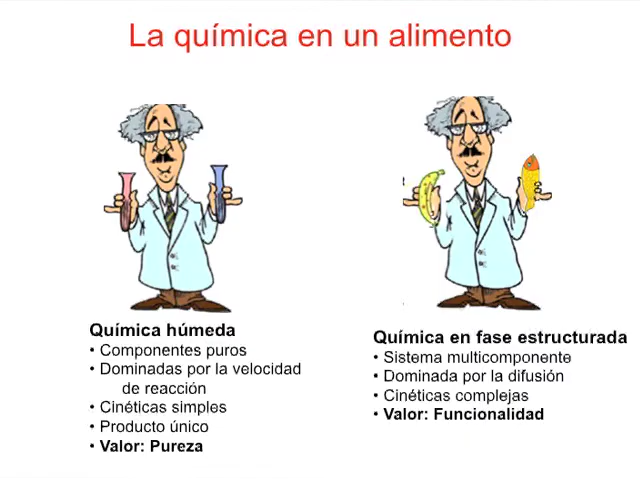 La química en un alimento
Química húmeda
• Componentes puros
• Dominadas por la velocidad
de reacción
• Cinéticas simples
• Producto único
• Valor: Pureza
Química en fase estructurada
• Sistema multicomponente
• Dominada por la difusión
• Cinéticas complejas
• Valor: Funcionalidad